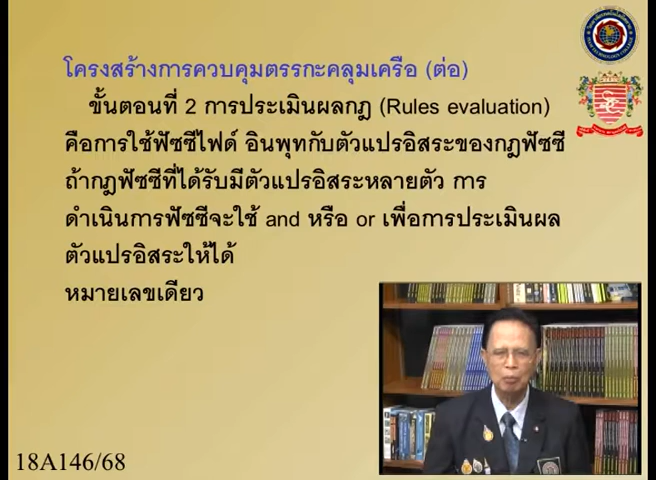 โครงสร้างการควบคุมตรรกะคลุมเครือ (ต่อ)
ขั้นตอนที่ 2 การประเมินผลกฎ (Rules evaluation)
คือการใช้ฟัซซีไฟด์ อินพุทกับตัวแปรอิสระของกฎฟัซซี
ถ้ากฎฟัซซีที่ได้รับมีตัวแปรอิสระหลายตัว การ
ดำเนินการฟัซซีจะใช้ and หรือ or เพื่อการประเมินผล
ตัวแปรอิสระให้ได้
หมายเลขเดียว
18A146/68